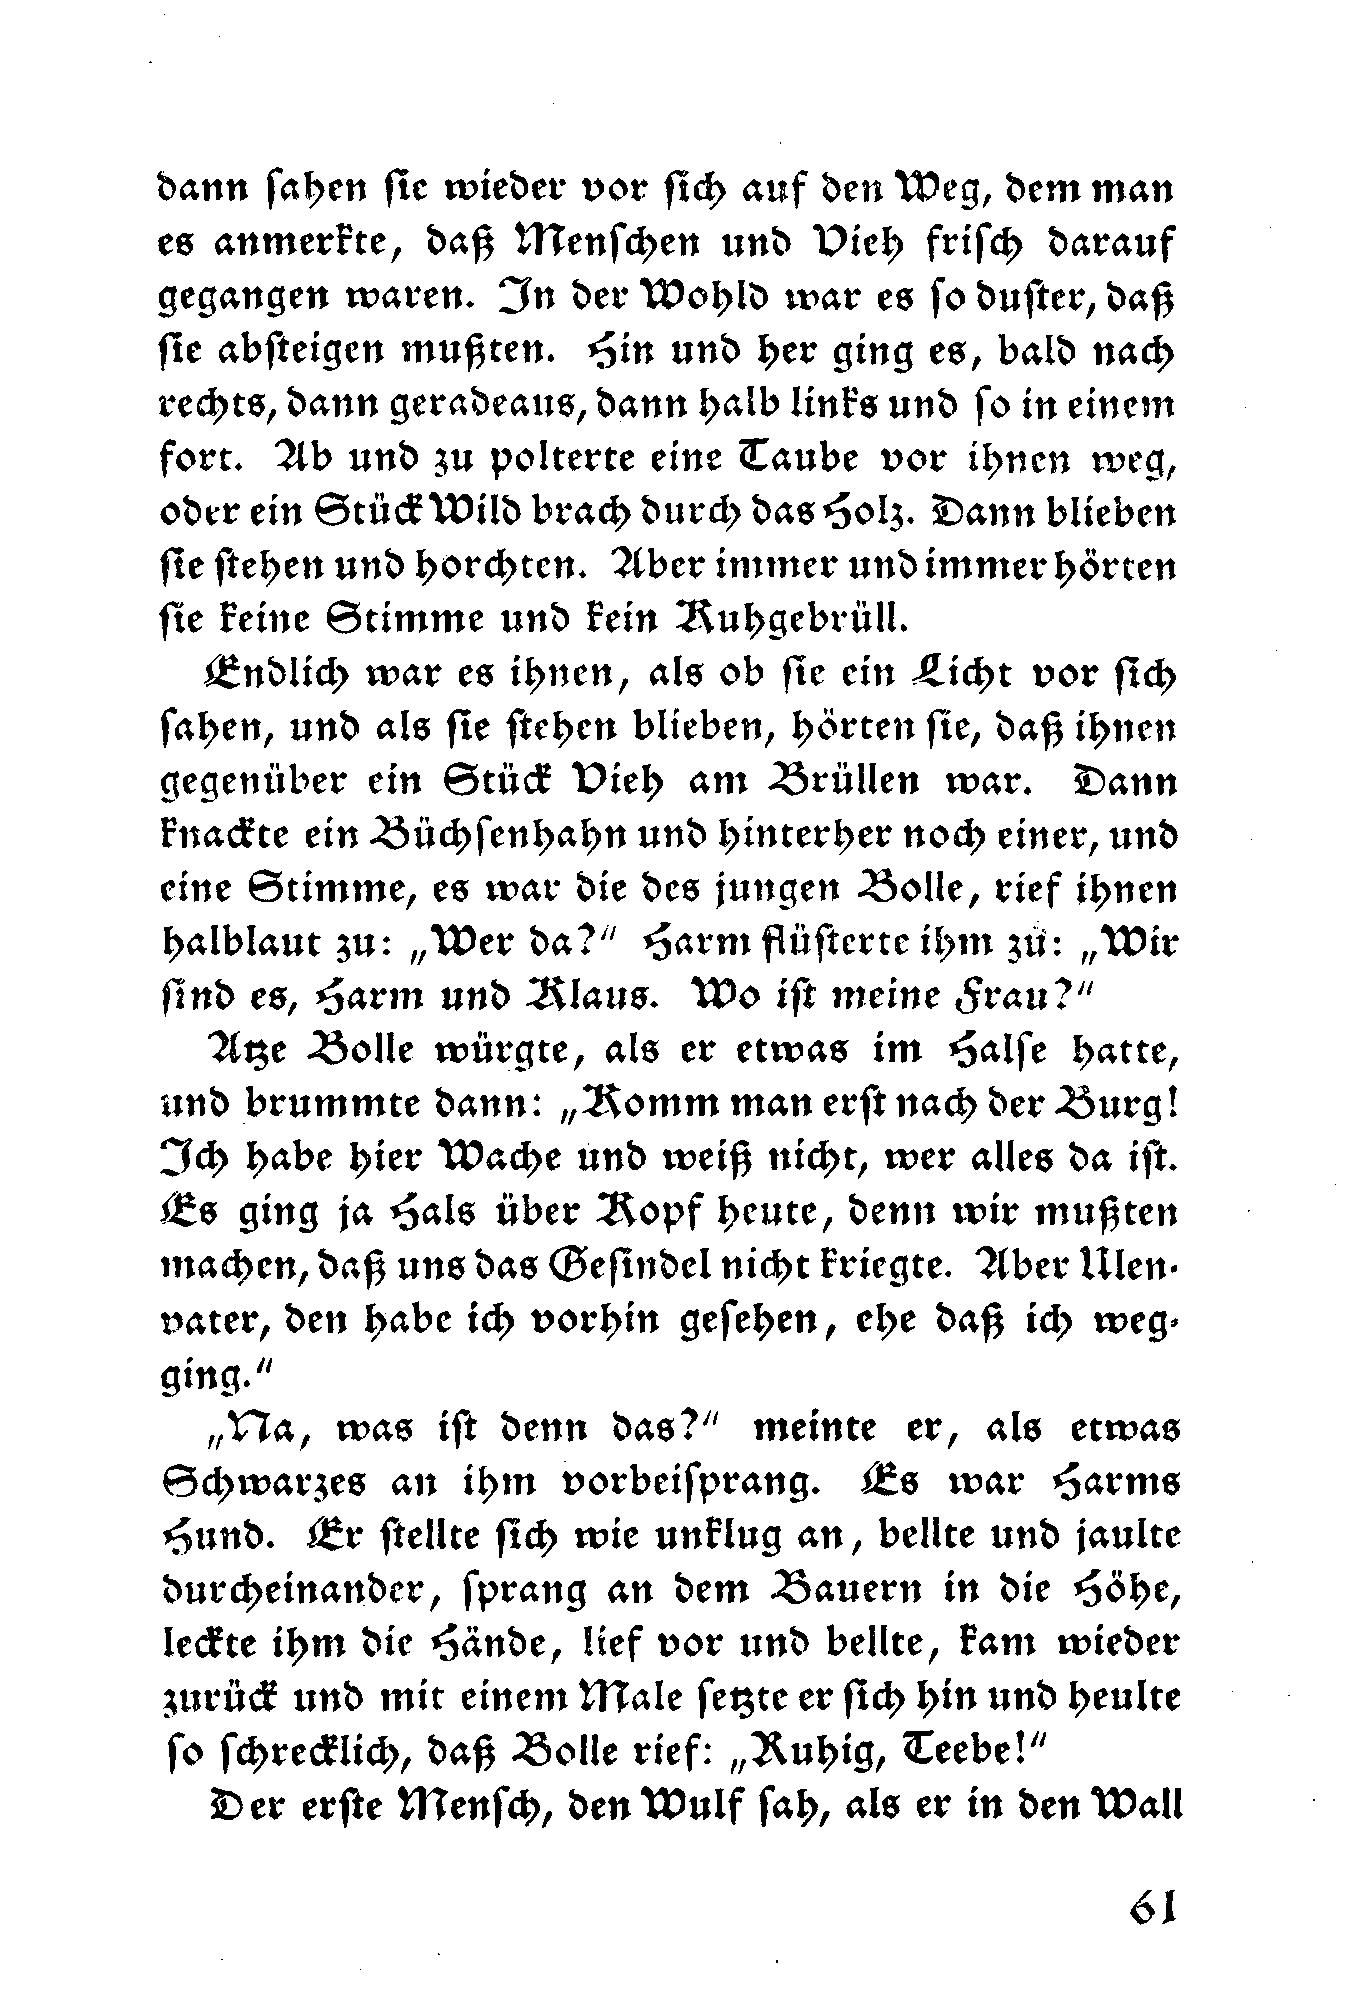 dann sahen sie wieder vor sich auf den Weg, dem man
es anmerkte, daß Menschen und Vieh frisch darauf
gegangen waren. In der Wohld war es so duster, daß
sie absteigen mußten. Hin und her ging es, bald nach
rechts, dann geradeaus, dann halb links und so in einem
fort. Ab und zu polterte eine Taube vor ihnen weg,
oder ein Stück Wild brach durch das Holz. Dann blieben
sie stehen und horchten. Aber immer und immer hörten
sie keine Stimme und kein Kuhgebrüll.
Endlich war es ihnen, als ob sie ein Licht vor sich
sahen, und als sie stehen blieben, hörten sie, daß ihnen
gegenüber ein Stück Vieh am Brüllen war. Dann
knackte ein Büchsenhahn und hinterher noch einer, und
eine Stimme, es war die des jungen Bolle, rief ihnen
halblaut zu: „Wer da?“ Harm flüsterte ihm zu: „Wir
sind es, Harm und Klaus. Wo ist meine Frau?“
Atze Bolle würgte, als er etwas im Halse hatte,
und brummte dann: „Komm man erst nach der Burg!
Ich habe hier Wache und weiß nicht, wer alles da ist.
Es ging ja Hals über Kopf heute, denn wir mußten
machen, daß uns das Gesindel nicht kriegte. Aber Ulen-
vater, den habe ich vorhin gesehen, ehe daß ich weg-
ging.“
„Na, was ist denn das?“ meinte er, als etwas
Schwarzes an ihm vorbeisprang. Es war Harms
Hund. Er stellte sich wie unklug an, bellte und jaulte
durcheinander, sprang an dem Bauern in die Höhe,
leckte ihm die Hände, lief vor und bellte, kam wieder
zurück und mit einem Male setzte er sich hin und heulte
so schrecklich, daß Bolle rief: „Ruhig, Teebe!“
Der erste Mensch, den Wulf sah, als er in den Wall
61